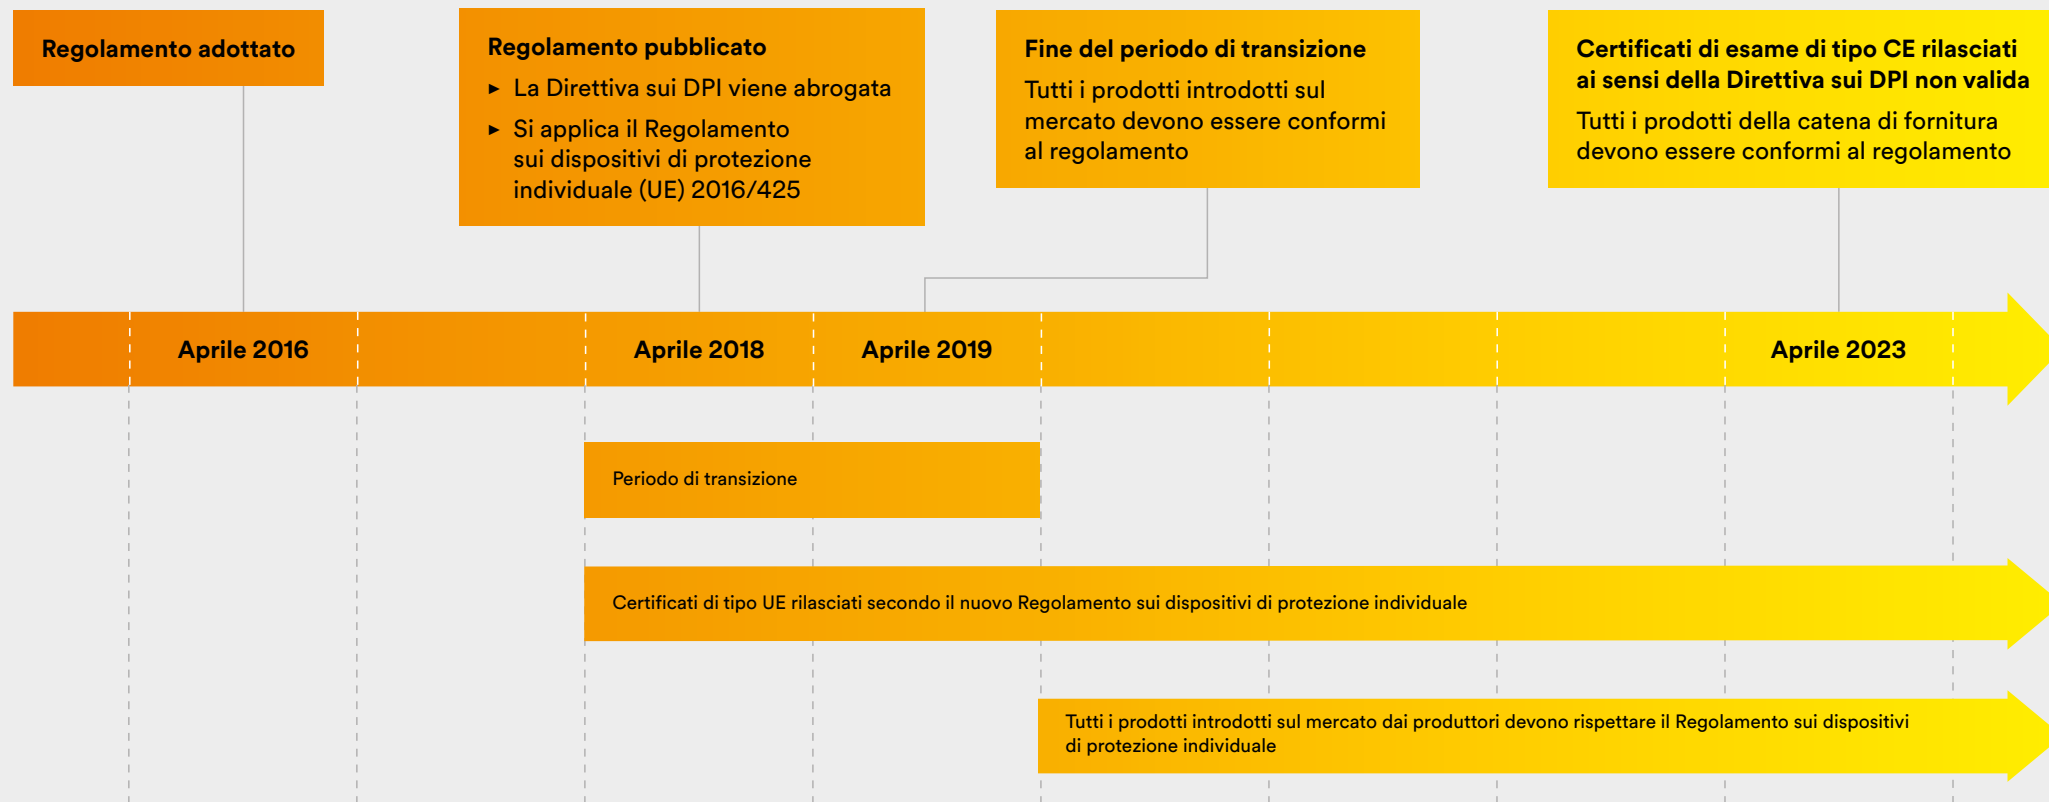 Regolamento adottato
Regolamento pubblicato
► La Direttiva sui DPI viene abrogata
► Si applica il Regolamento
sui dispositivi di protezione
individuale (UE) 2016/425
Fine del periodo di transizione
Tutti i prodotti introdotti sul
mercato devono essere conformi
al regolamento
Certificati di esame di tipo CE rilasciati
ai sensi della Direttiva sui DPI non valida
Tutti i prodotti della catena di fornitura
devono essere conformi al regolamento
Aprile 2016
Aprile 2018
Aprile 2019
Aprile 2023
Periodo di transizione
Certificati di tipo UE rilasciati secondo il nuovo Regolamento sui dispositivi di protezione individuale
Tutti i prodotti introdotti sul mercato dai produttori devono rispettare il Regolamento sui dispositivi
di protezione individuale